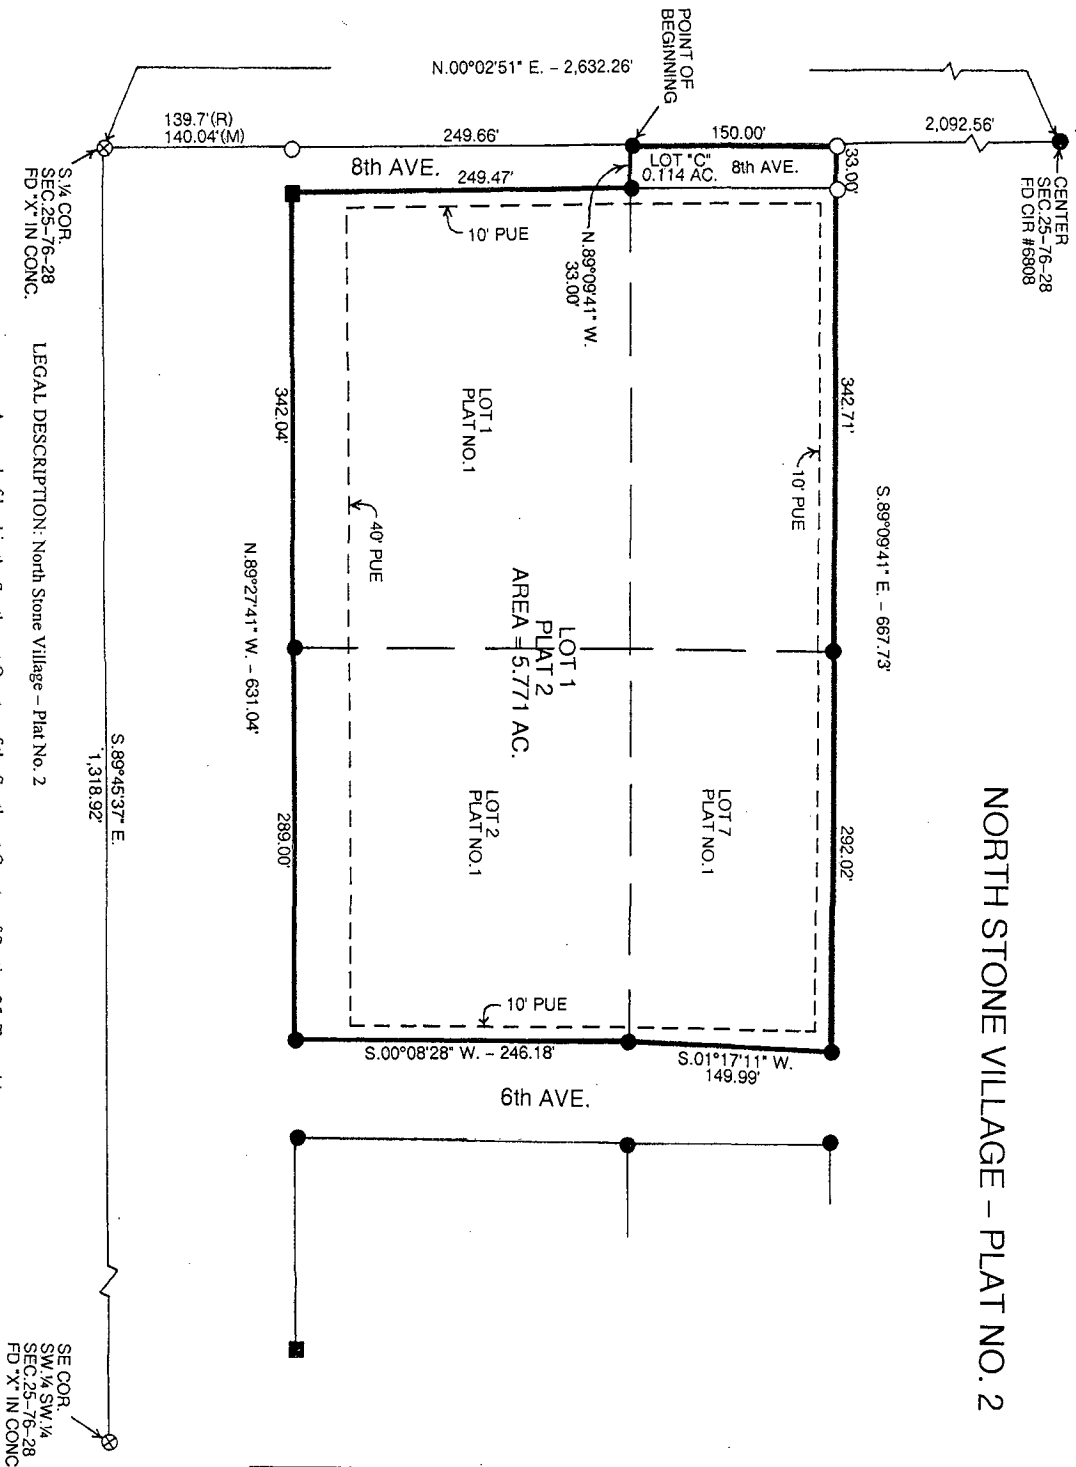 NORTH STONE VILLAGE – PLAT NO. 2
CENTER
SEC.25–76–28
FD CIR #6808
N.00°02'51" E. – 2,632.26'
2,092.56'
150.00'
33.00'
POINT OF
BEGINNING
LOT "C"
0.114 AC.
8th AVE.
249.66'
139.7'(R)
140.04'(M)
8th AVE.
249.47'
N.89°09'41" W.
33.00'
10' PUE
S.89°09'41" E. – 667.73'
342.71'
292.02'
10' PUE
LOT 1
PLAT NO.1
LOT 1
PLAT 2
AREA = 5.771 AC.
LOT 7
PLAT NO.1
LOT 2
PLAT NO.1
40' PUE
10' PUE
342.04'
289.00'
N.89°27'41" W. – 631.04'
S.00°08'28" W. – 246.18'
S.01°17'11" W.
149.99'
6th AVE.
S.¼ COR.
SEC.25–76–28
FD "X" IN CONC.
S.89°45'37" E.
1,318.92'
SE COR.
SW.¼ SW.¼
SEC.25–76–28
FD "X" IN CONC
LEGAL DESCRIPTION: North Stone Village – Plat No. 2